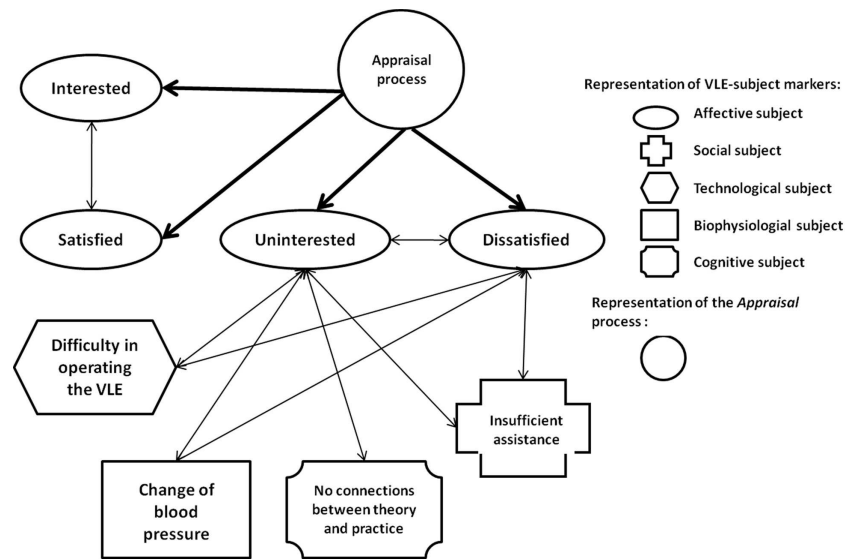 Appraisal
process
Interested
Satisfied
Uninterested
Dissatisfied
Difficulty in
operating
the VLE
Change of
blood
pressure
No connections
between theory
and practice
Insufficient
assistance
Representation of VLE-subject markers:
Affective subject
Social subject
Technological subject
Biophysiologial subject
Cognitive subject
Representation of the Appraisal
process :